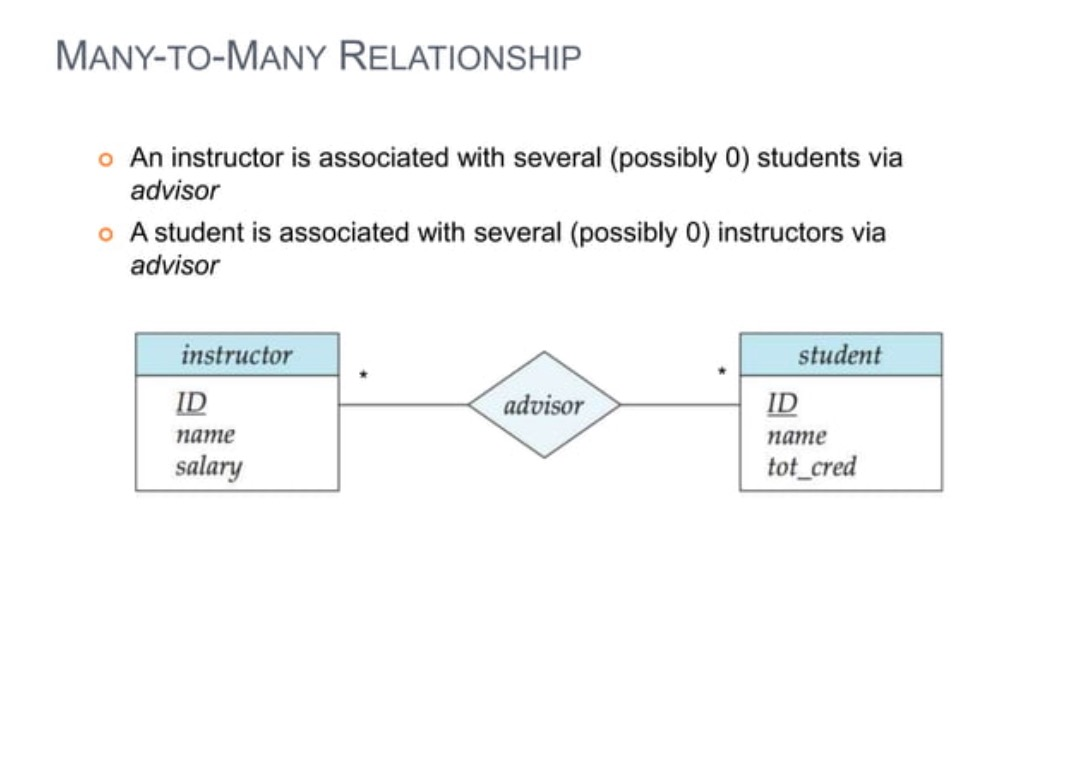 MANY-TO-MANY RELATIONSHIP
An instructor is associated with several (possibly 0) students via
advisor
A student is associated with several (possibly 0) instructors via
advisor
instructor
ID
name
salary
*
advisor
*
student
ID
name
tot_cred